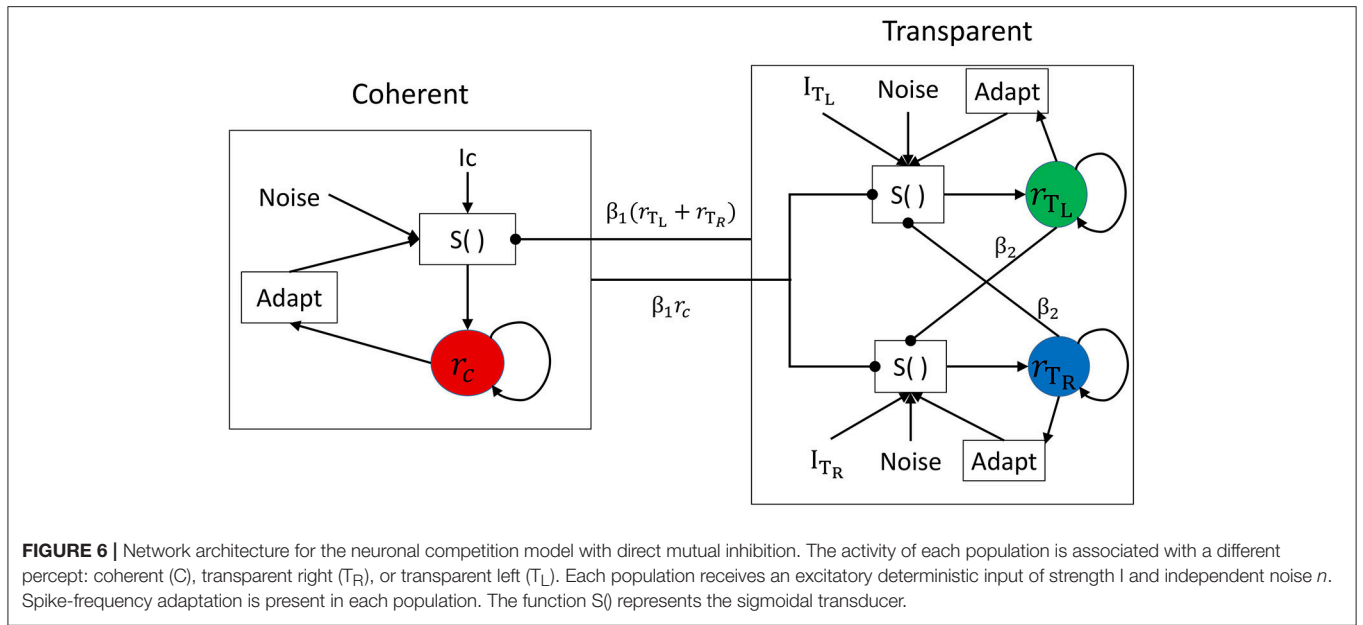 Transparent
Coherent
I_{T_L}
Noise
Adapt
Ic
Noise
S( )
r_{T_L}
β₁(r_{T_L} + r_{T_R})
S( )
β₂
Adapt
β₁r_c
β₂
r_c
S( )
r_{T_R}
I_{T_R}
Noise
Adapt
FIGURE 6 | Network architecture for the neuronal competition model with direct mutual inhibition. The activity of each population is associated with a different
percept: coherent (C), transparent right (T_R), or transparent left (T_L). Each population receives an excitatory deterministic input of strength I and independent noise n.
Spike-frequency adaptation is present in each population. The function S() represents the sigmoidal transducer.